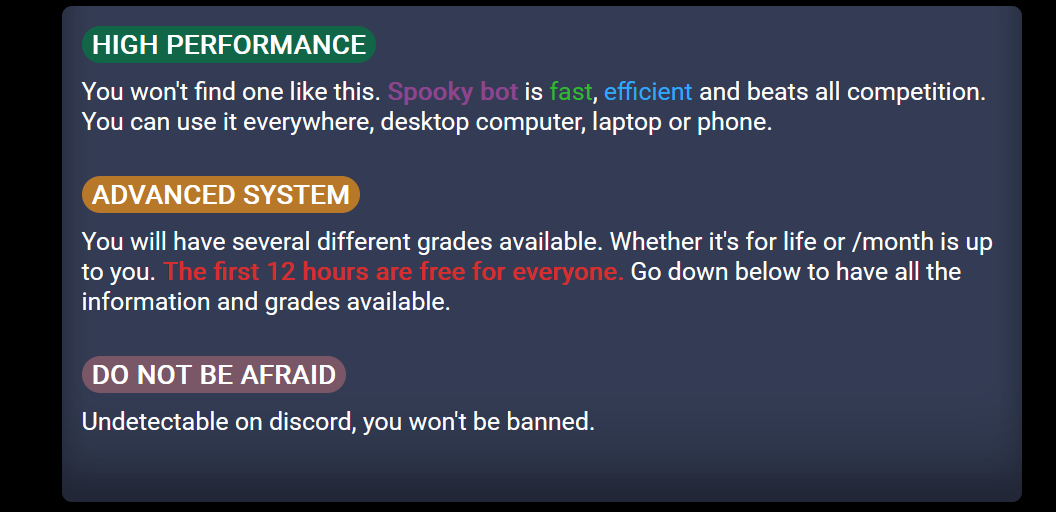 HIGH PERFORMANCE
You won't find one like this. Spooky bot is fast, efficient and beats all competition.
You can use it everywhere, desktop computer, laptop or phone.
ADVANCED SYSTEM
You will have several different grades available. Whether it's for life or /month is up
to you. The first 12 hours are free for everyone. Go down below to have all the
information and grades available.
DO NOT BE AFRAID
Undetectable on discord, you won't be banned.